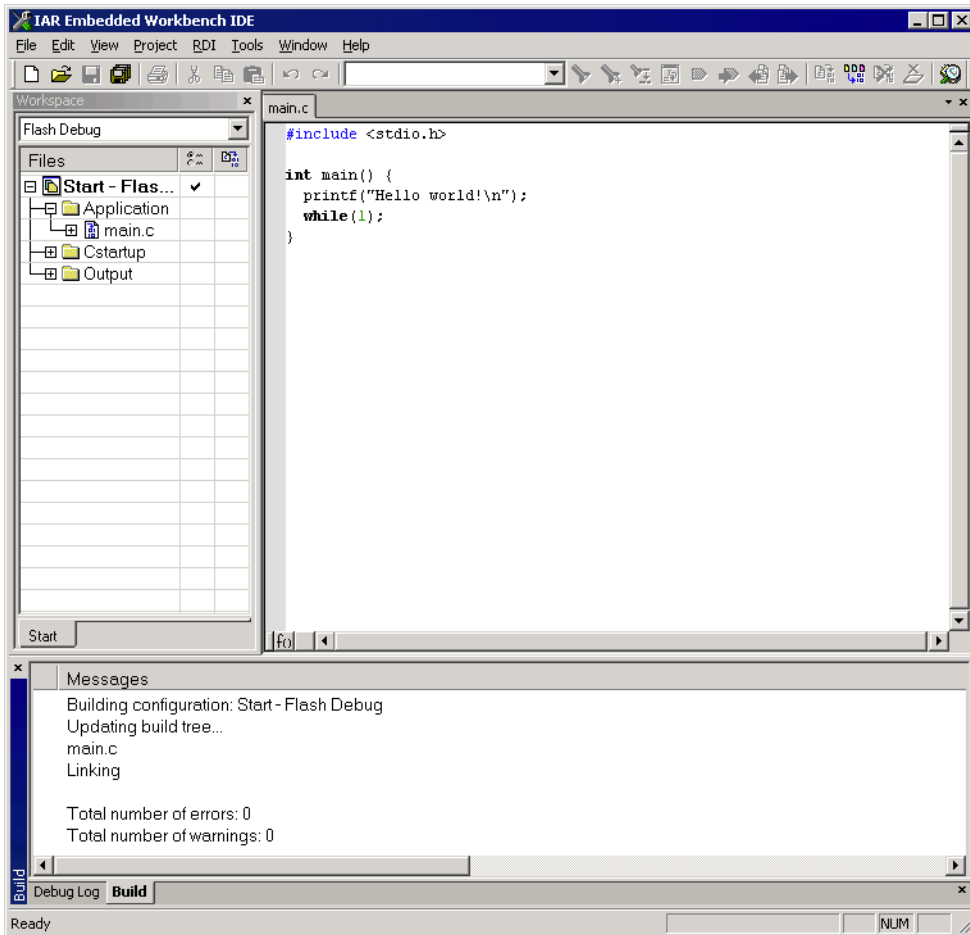 IAR Embedded Workbench IDE
File Edit View Project RDI Tools Window Help
Workspace
Flash Debug
Files
Start - Flas...
Application
main.c
Cstartup
Output
Start
main.c
#include <stdio.h>
int main() {
printf("Hello world!\n");
while(1);
}
f()
Messages
Building configuration: Start - Flash Debug
Updating build tree...
main.c
Linking
Total number of errors: 0
Total number of warnings: 0
Build
Debug Log Build
Ready
NUM